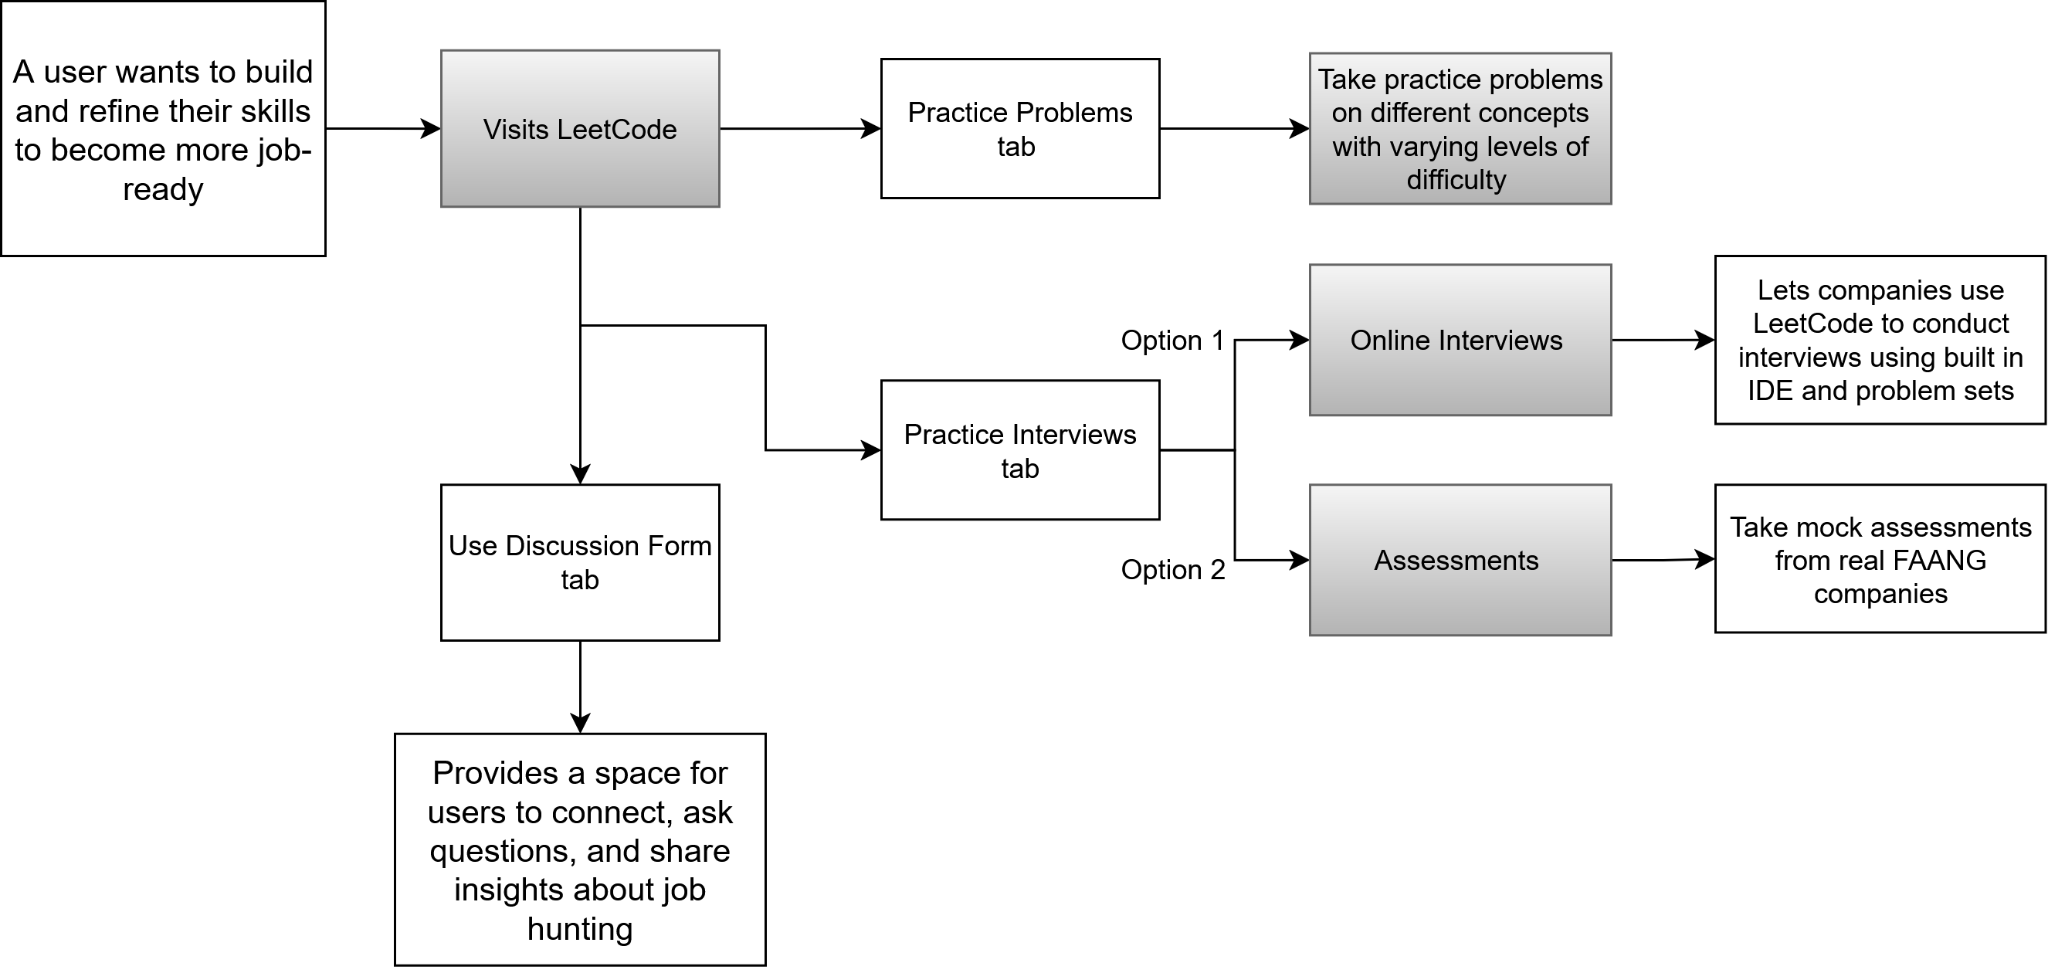 A user wants to build
and refine their skills
to become more job-
ready
Visits LeetCode
Practice Problems
tab
Take practice problems
on different concepts
with varying levels of
difficulty
Option 1
Online Interviews
Lets companies use
LeetCode to conduct
interviews using built in
IDE and problem sets
Practice Interviews
tab
Option 2
Assessments
Take mock assessments
from real FAANG
companies
Use Discussion Form
tab
Provides a space for
users to connect, ask
questions, and share
insights about job
hunting